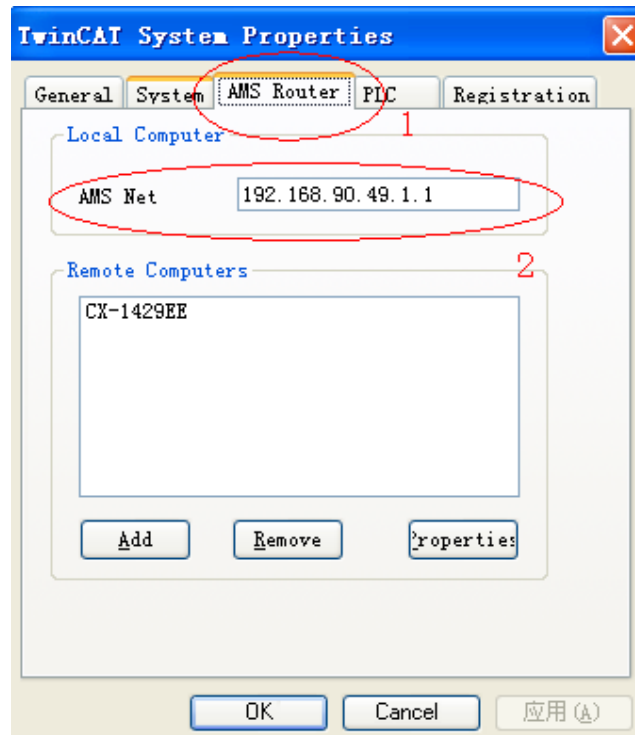 TwinCAT System Properties
General System AMS Router PLC Registration
1
Local Computer
AMS Net 192.168.90.49.1.1
2
Remote Computers
CX-1429EE
Add Remove Properties
OK Cancel 应用(A)